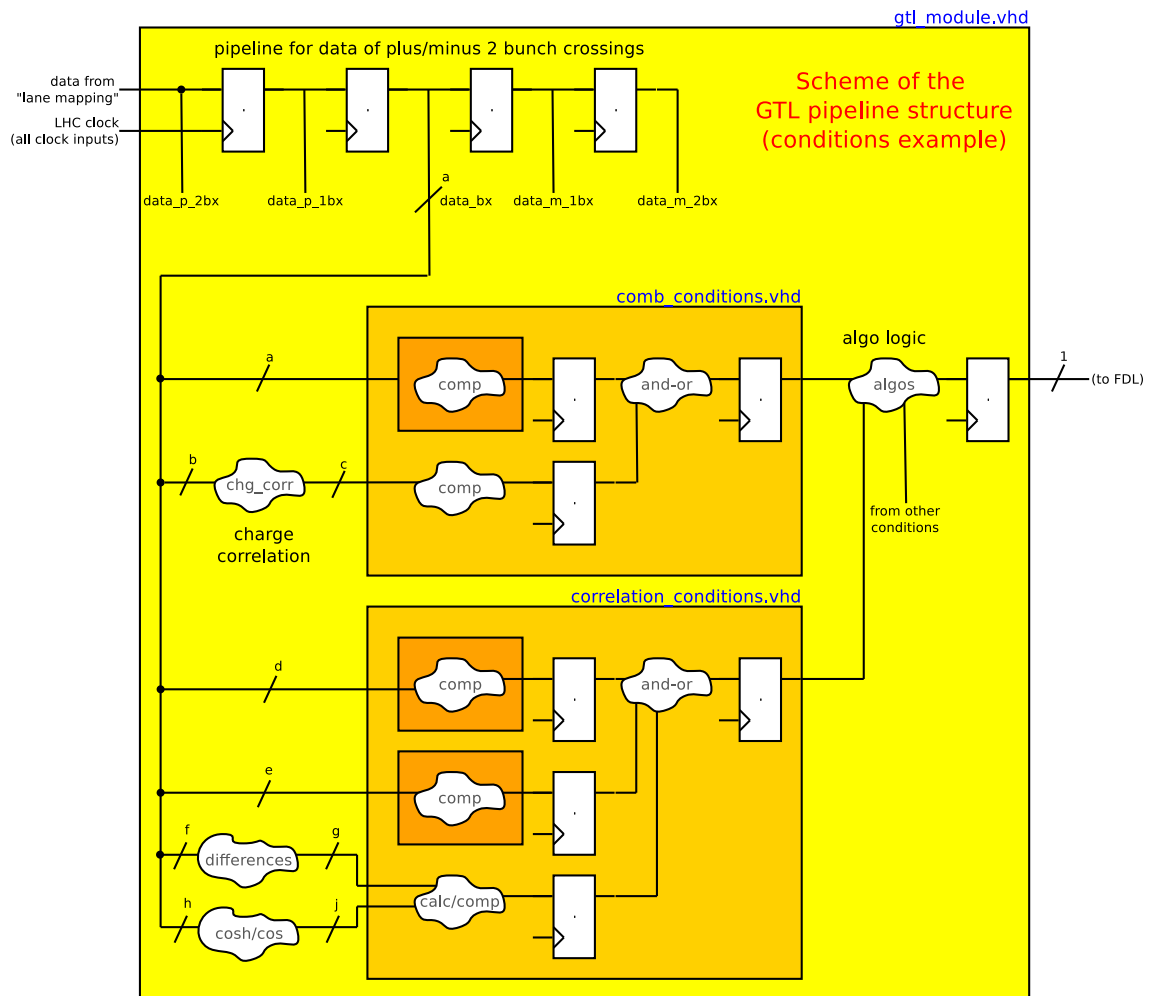 gtl_module.vhd
pipeline for data of plus/minus 2 bunch crossings
data from
"lane mapping"
LHC clock
(all clock inputs)
Scheme of the
GTL pipeline structure
(conditions example)
a
data_p_2bx
data_p_1bx
data_bx
data_m_1bx
data_m_2bx
comb_conditions.vhd
algo logic
a
comp
and-or
algos
1
(to FDL)
b
chg_corr
c
comp
charge
correlation
from other
conditions
correlation_conditions.vhd
d
comp
and-or
e
comp
f
differences
g
calc/comp
h
cosh/cos
j